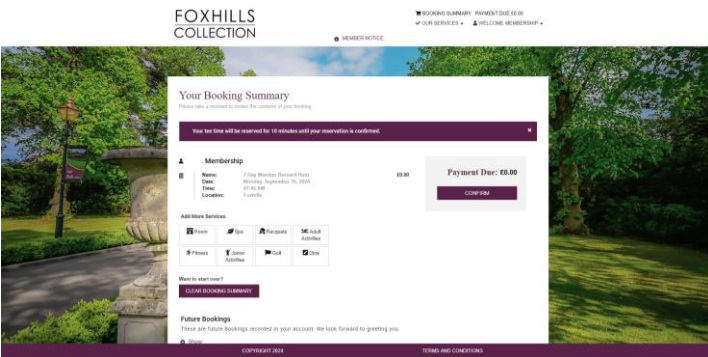 FOXHILLS
COLLECTION
BOOKING SUMMARY PAYMENT DUE £0.00
OUR SERVICES WELCOME MEMBERSHIP
MEMBER NOTICE
Your Booking Summary
Please take a moment to review the contents of your booking.
Your tee time will be reserved for 10 minutes until your reservation is confirmed. ×
. Membership
Name: 7 Day Member Bernard Hunt £0.00
Date: Monday, September 16, 2024
Time: 07:46 AM
Location: Foxhills
Payment Due: £0.00
CONFIRM
Add More Services
Room Spa Racquets Adult Activities
Fitness Junior Activities Golf Dine
Want to start over?
CLEAR BOOKING SUMMARY
Future Bookings
These are future Bookings recorded in your account. We look forward to greeting you.
Show
COPYRIGHT 2024 TERMS AND CONDITIONS